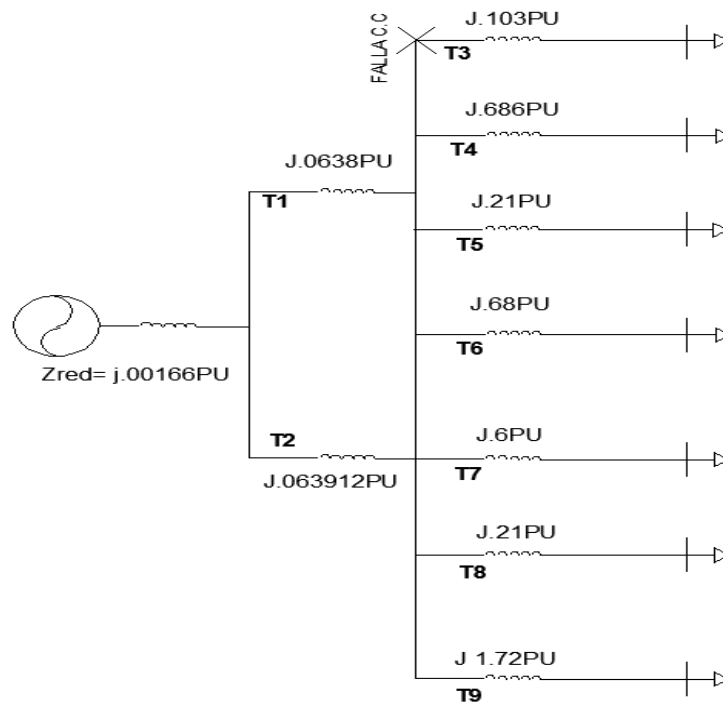 J.103PU
FALLA C.C
T3
J.686PU
T4
J.0638PU
T1
J.21PU
T5
J.68PU
T6
Zred= j.00166PU
T2
J.063912PU
J.6PU
T7
J.21PU
T8
J 1.72PU
T9